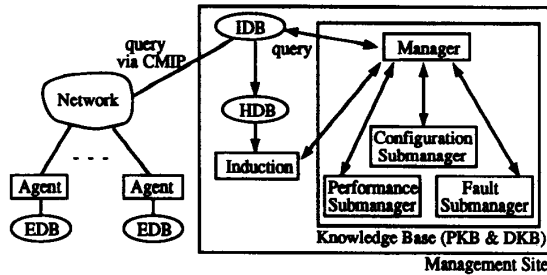 query
via CMIP
Network
- - -
Agent
Agent
EDB
EDB
IDB
query
HDB
Induction
Manager
Configuration
Submanager
Performance
Submanager
Fault
Submanager
Knowledge Base (PKB & DKB)
Management Site